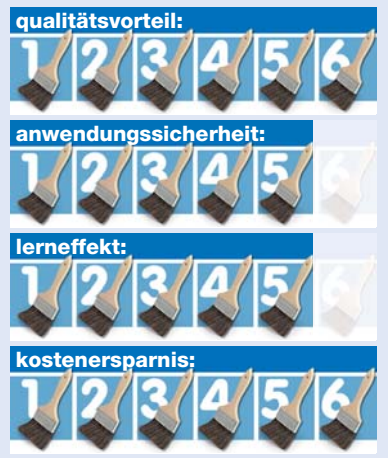 qualitätsvorteil:
1 2 3 4 5 6
anwendungssicherheit:
1 2 3 4 5 6
lerneffekt:
1 2 3 4 5 6
kostenersparnis:
1 2 3 4 5 6